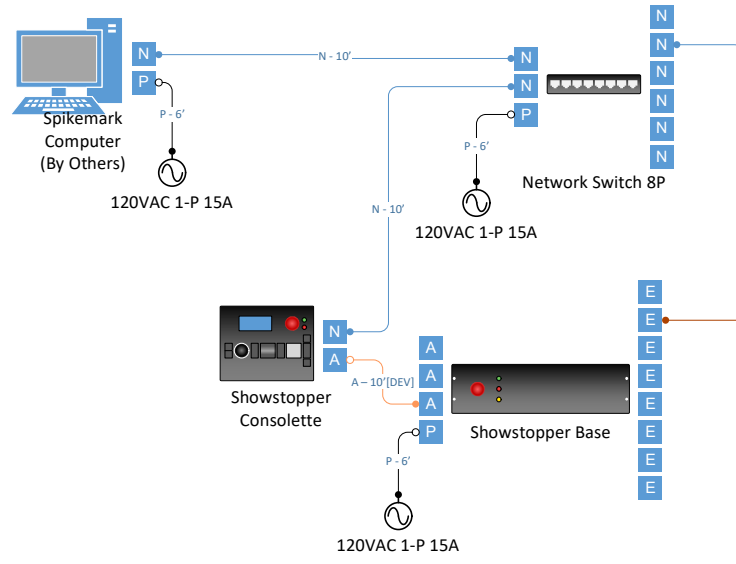 N
P
N - 10'
P - 6'
Spikemark
Computer
(By Others)
120VAC 1-P 15A
N
N
P
N
N
N
N
N
P - 6'
Network Switch 8P
120VAC 1-P 15A
N - 10'
N
A
A – 10'[DEV]
Showstopper
Consolette
A
A
A
P
E
E
E
E
E
E
E
E
Showstopper Base
P - 6'
120VAC 1-P 15A